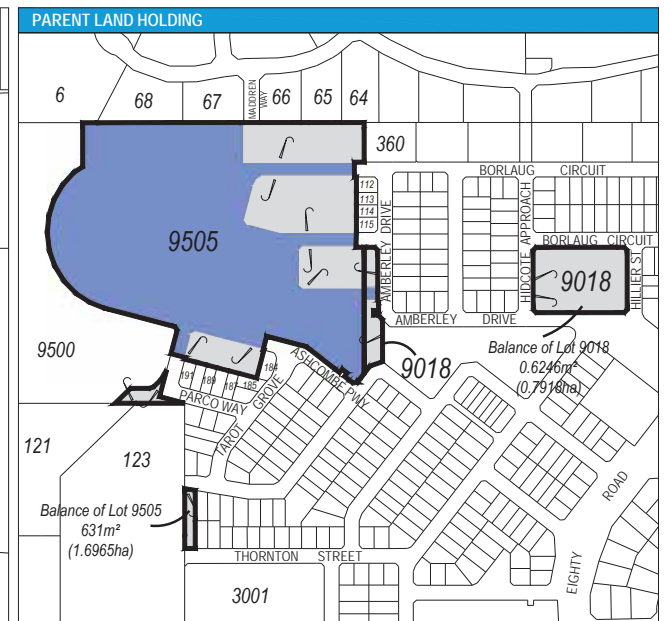 PARENT LAND HOLDING
6
68
67
MADDREN
WAY
66
65
64
360
BORLAUG CIRCUIT
112
113
114
115
AMBERLEY DRIVE
HIDCOTE APPROACH
BORLAUG CIRCUIT
HILLIER ST
9505
9018
AMBERLEY DRIVE
Balance of Lot 9018
0.6246m²
(0.7918ha)
9500
9018
ASHCOMBE PWY
191
189
187
185
184
PARCO WAY
TAROT GROVE
121
123
Balance of Lot 9505
631m²
(1.6965ha)
THORNTON STREET
EIGHTY ROAD
3001